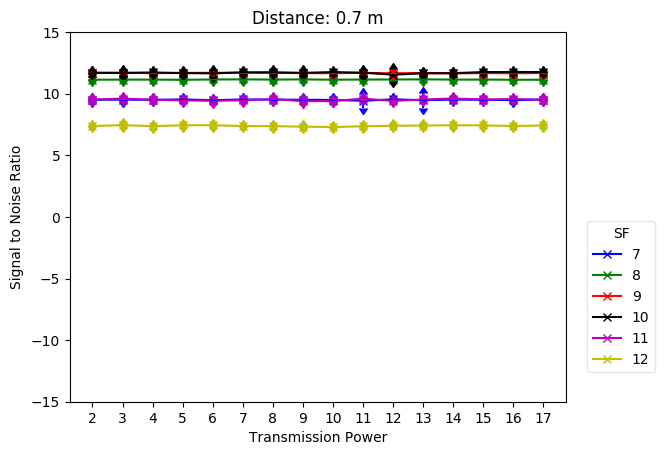 Distance: 0.7 m
15
10
5
0
−5
−10
−15
Signal to Noise Ratio
2 3 4 5 6 7 8 9 10 11 12 13 14 15 16 17
Transmission Power
SF
7
8
9
10
11
12